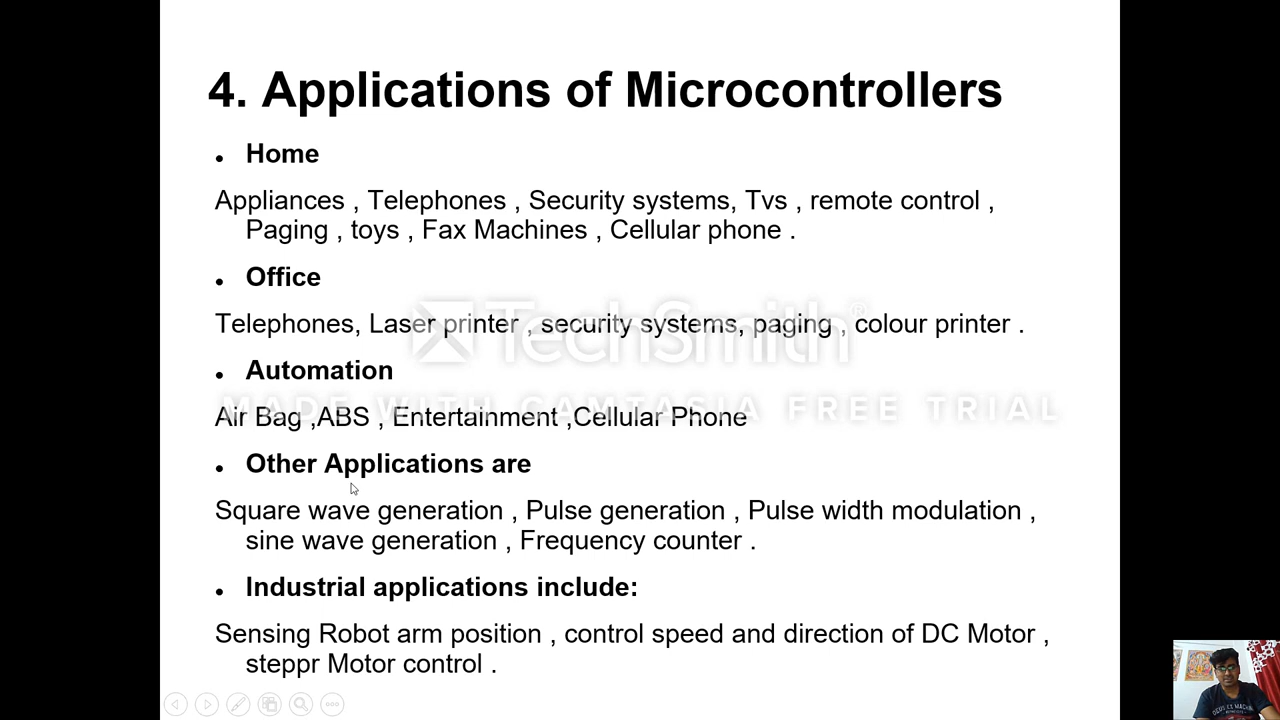 4. Applications of Microcontrollers
• Home
Appliances , Telephones , Security systems, Tvs , remote control ,
Paging , toys , Fax Machines , Cellular phone .
• Office
Telephones, Laser printer , security systems, paging , colour printer .
TechSmith®
• Automation
MADE WITH CAMTASIA FREE TRIAL
Air Bag ,ABS , Entertainment ,Cellular Phone
• Other Applications are
Square wave generation , Pulse generation , Pulse width modulation ,
sine wave generation , Frequency counter .
• Industrial applications include:
Sensing Robot arm position , control speed and direction of DC Motor ,
steppr Motor control .
DEUS EX MACHINA